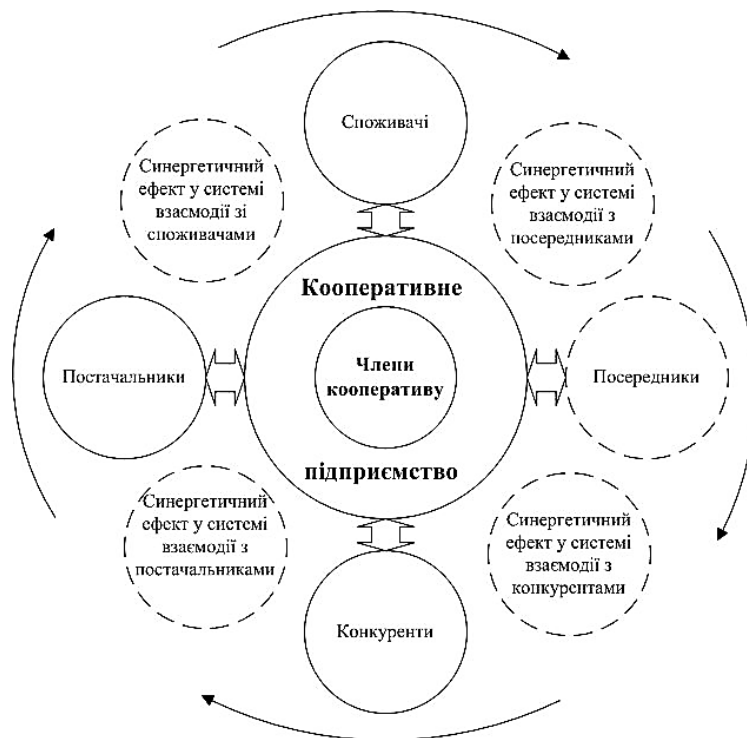 Споживачі
Синергетичний
ефект у системі
взаємодії зі
споживачами
Синергетичний
ефект у системі
взаємодії з
посередниками
Кооперативне
Постачальники
Члени
кооперативу
Посередники
підприємство
Синергетичний
ефект у системі
взаємодії з
постачальниками
Синергетичний
ефект у системі
взаємодії з
конкурентами
Конкуренти